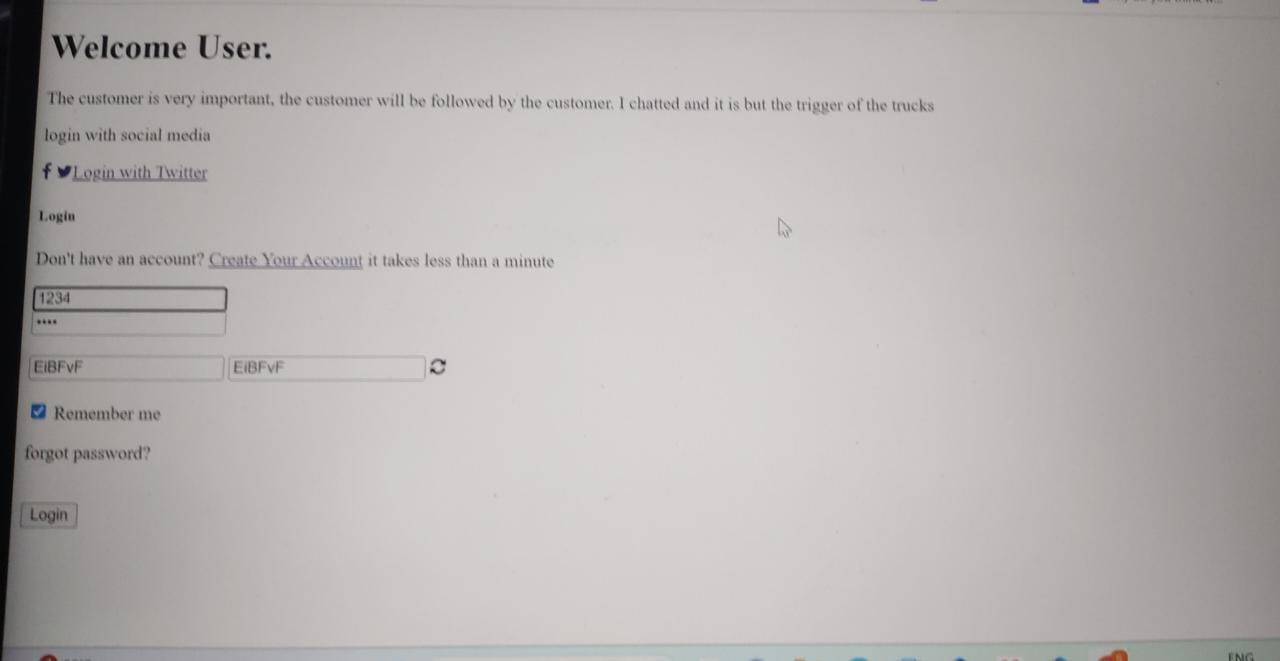 Welcome User.
The customer is very important, the customer will be followed by the customer. I chatted and it is but the trigger of the trucks
login with social media
Login with Twitter
Login
Don't have an account? Create Your Account it takes less than a minute
1234
••••
EiBFvF EiBFvF
Remember me
forgot password?
Login
ENG